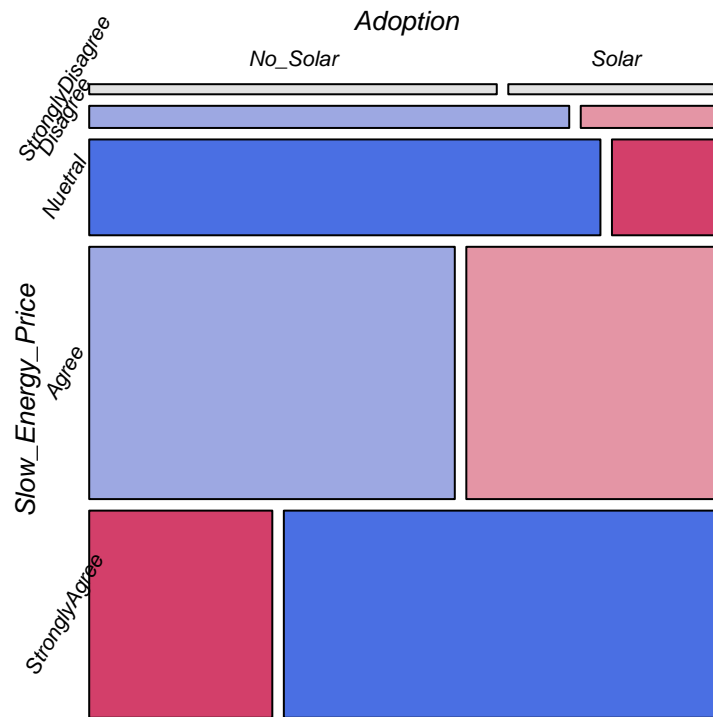 Adoption
No_Solar Solar
StronglyDisagree
Disagree
Nuetral
Agree
StronglyAgree
Slow_Energy_Price